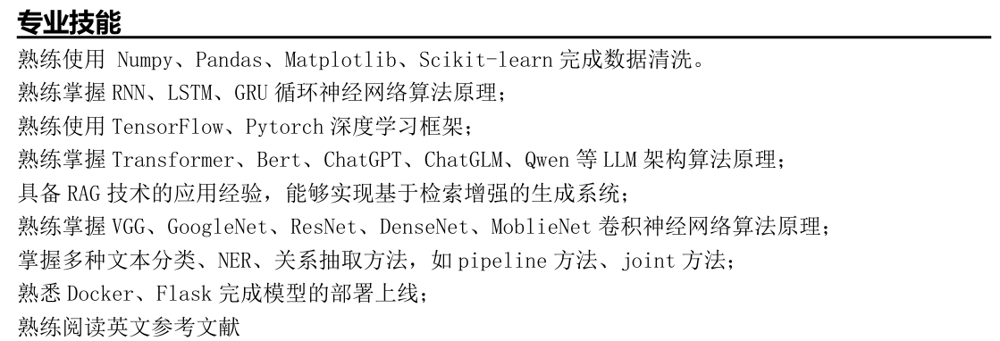 专业技能
熟练使用 Numpy、Pandas、Matplotlib、Scikit-learn 完成数据清洗。
熟练掌握 RNN、LSTM、GRU 循环神经网络算法原理；
熟练使用 TensorFlow、Pytorch 深度学习框架；
熟练掌握 Transformer、Bert、ChatGPT、ChatGLM、Qwen 等 LLM 架构算法原理；
具备 RAG 技术的应用经验，能够实现基于检索增强的生成系统；
熟练掌握 VGG、GoogleNet、ResNet、DenseNet、MoblieNet 卷积神经网络算法原理；
掌握多种文本分类、NER、关系抽取方法，如 pipeline 方法、joint 方法；
熟悉 Docker、Flask 完成模型的部署上线；
熟练阅读英文参考文献